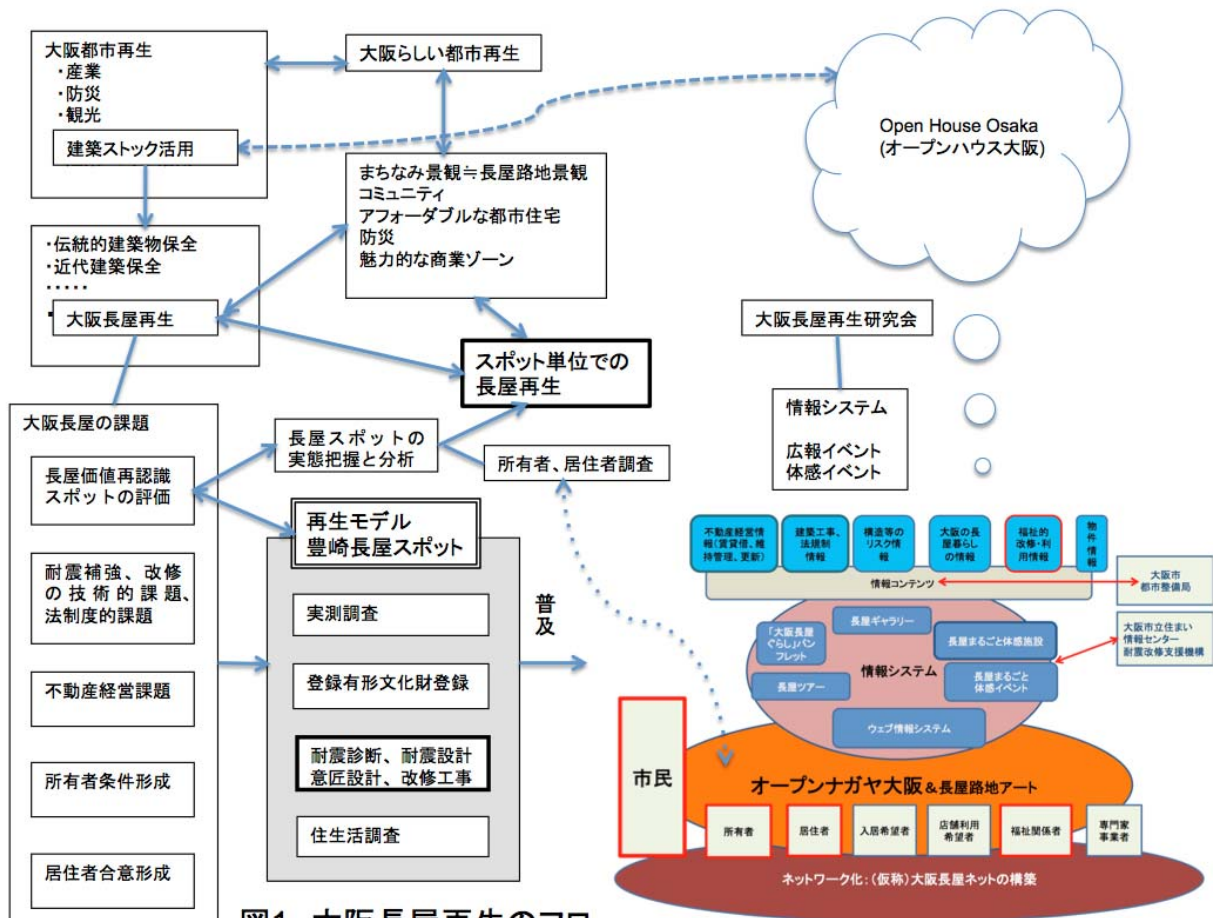 大阪都市再生
・産業
・防災
・観光
建築ストック活用
大阪らしい都市再生
まちなみ景観≒長屋路地景観
コミュニティ
アフォーダブルな都市住宅
防災
魅力的な商業ゾーン
Open House Osaka
(オープンハウス大阪)
・伝統的建築物保全
・近代建築保全
・・・・・
大阪長屋再生
スポット単位での
長屋再生
大阪長屋再生研究会
情報システム
広報イベント
体感イベント
大阪長屋の課題
長屋価値再認識
スポットの評価
耐震補強、改修
の技術的課題、
法制度的課題
不動産経営課題
所有者条件形成
居住者合意形成
長屋スポットの
実態把握と分析
所有者、居住者調査
再生モデル
豊崎長屋スポット
実測調査
登録有形文化財登録
耐震診断、耐震設計
意匠設計、改修工事
住生活調査
普及
不動産経営情
報(賃貸借、維
持管理、更新)
建築工事、
法規制
情報
構造等の
リスク情
報
大阪の長
屋暮らし
の情報
福祉的
改修・利
用情報
物件情報
情報コンテンツ
大阪市
都市整備局
長屋ギャラリー
「大阪長屋
ぐらし」パン
フレット
長屋まるごと体感施設
情報システム
長屋ツアー
長屋まるごと
体感イベント
ウェブ情報システム
大阪市立住まい
情報センター
耐震改修支援機構
市民
オープンナガヤ大阪&長屋路地アート
所有者
居住者
入居希望者
店舗利用
希望者
福祉関係者
専門家
事業者
ネットワーク化:(仮称)大阪長屋ネットの構築
図1 大阪長屋再生のフロ